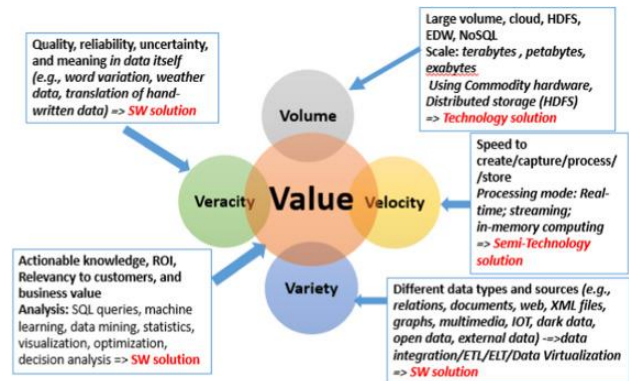 Large volume, cloud, HDFS,
EDW, NoSQL
Scale: terabytes , petabytes,
exabytes
Using Commodity hardware,
Distributed storage (HDFS)
=> Technology solution
Quality, reliability, uncertainty,
and meaning in data itself
(e.g., word variation, weather
data, translation of hand-
written data) => SW solution
Volume
Veracity
Value
Velocity
Variety
Speed to
create/capture/process/
/store
Processing mode: Real-
time; streaming;
in-memory computing
=> Semi-Technology
solution
Actionable knowledge, ROI,
Relevancy to customers, and
business value
Analysis: SQL queries, machine
learning, data mining, statistics,
visualization, optimization,
decision analysis => SW solution
Different data types and sources (e.g.,
relations, documents, web, XML files,
graphs, multimedia, IOT, dark data,
open data, external data) -=>data
integration/ETL/ELT/Data Virtualization
=> SW solution